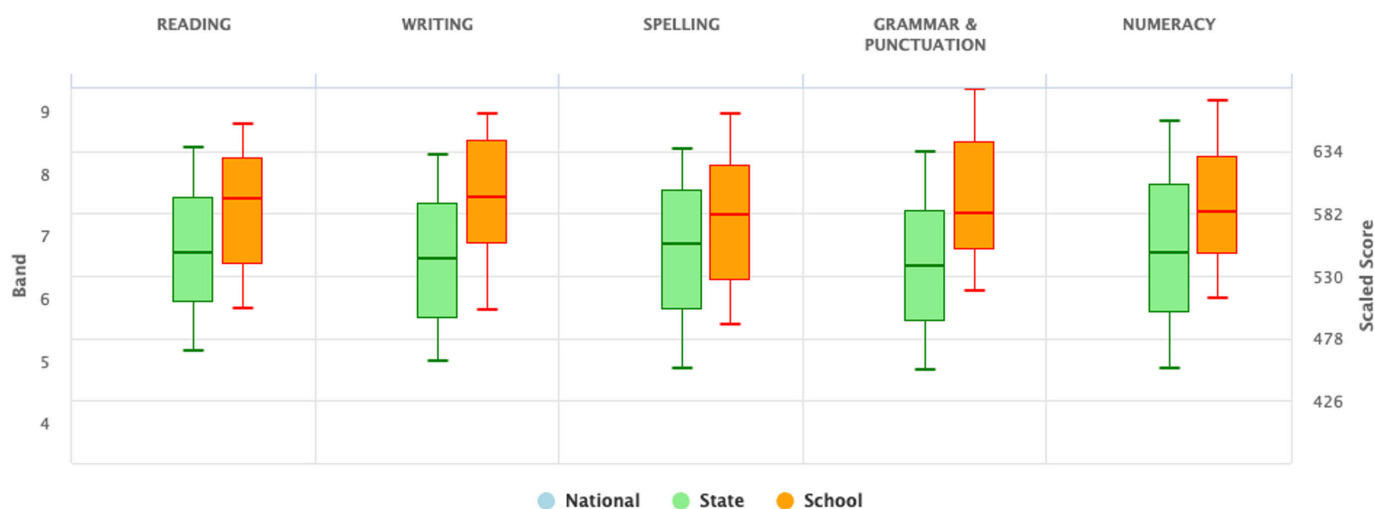 READING
WRITING
SPELLING
GRAMMAR &
PUNCTUATION
NUMERACY
9
8
7
6
5
4
Band
634
582
530
478
426
Scaled Score
National State School